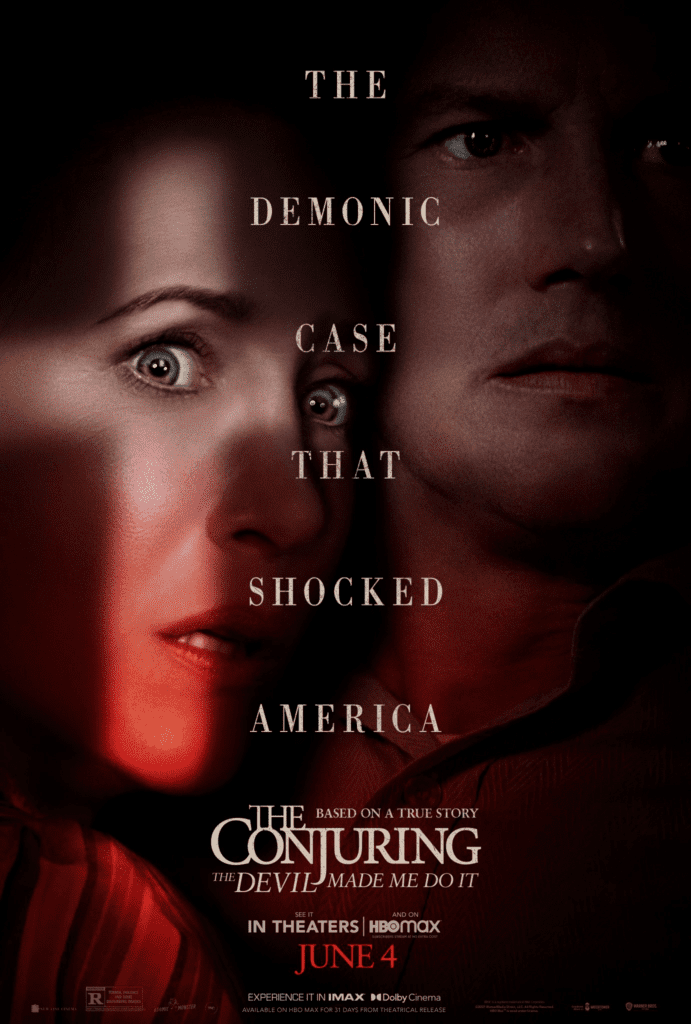 THE
DEMONIC
CASE
THAT
SHOCKED
AMERICA
BASED ON A TRUE STORY
THE
CONJURING
THE DEVIL MADE ME DO IT
SEE IT
IN THEATERS
AND ON
HBOMAX
JUNE 4
EXPERIENCE IT IN IMAX Dolby Cinema
AVAILABLE ON HBO MAX FOR 31 DAYS FROM THEATRICAL RELEASE
R